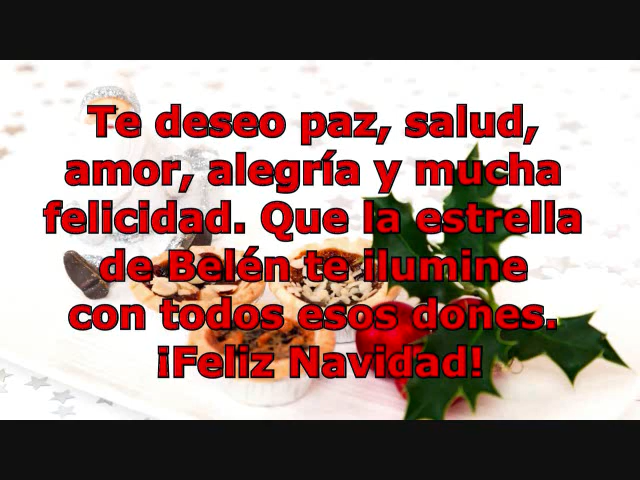 Te deseo paz, salud,
amor, alegría y mucha
felicidad. Que la estrella
de Belén te ilumine
con todos esos dones.
¡Feliz Navidad!